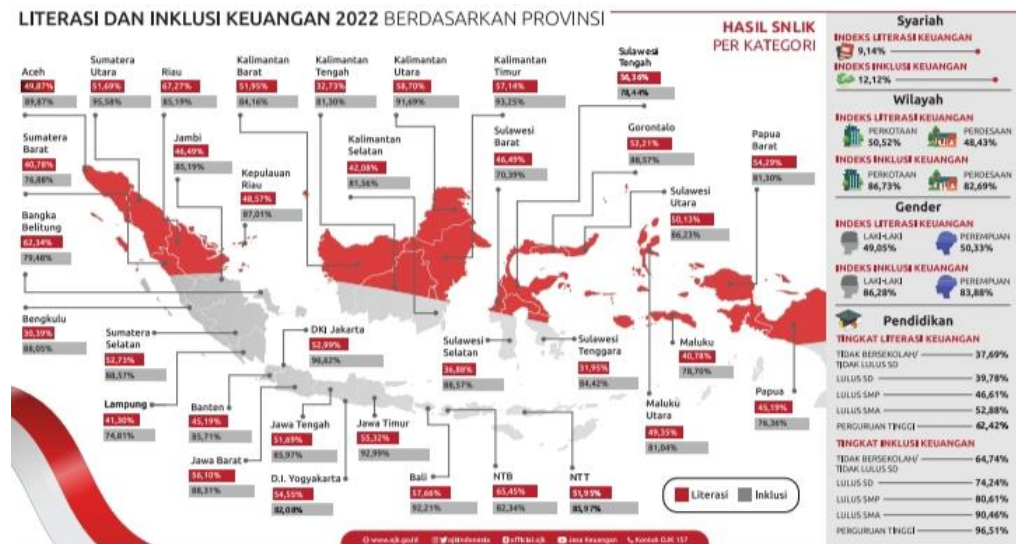 LITERASI DAN INKLUSI KEUANGAN 2022 BERDASARKAN PROVINSI
HASIL SNLIK
PER KATEGORI
Aceh
49,87%
89,87%
Sumatera
Utara
51,69%
95,58%
Riau
67,27%
85,19%
Kalimantan
Barat
51,95%
84,16%
Kalimantan
Tengah
32,73%
81,30%
Kalimantan
Utara
58,70%
91,69%
Kalimantan
Timur
57,14%
93,25%
Sulawesi
Tengah
56,36%
78,44%
Sumatera
Barat
40,78%
76,88%
Jambi
46,49%
85,19%
Kepulauan
Riau
48,57%
87,01%
Kalimantan
Selatan
42,08%
81,56%
Sulawesi
Barat
46,49%
70,39%
Gorontalo
52,21%
88,57%
Papua
Barat
54,29%
81,30%
Sulawesi
Utara
50,13%
86,23%
Bangka
Belitung
62,34%
79,48%
Bengkulu
30,39%
88,05%
Sumatera
Selatan
52,73%
88,57%
DKI Jakarta
52,99%
96,62%
Sulawesi
Selatan
36,88%
88,57%
Sulawesi
Tenggara
31,95%
84,42%
Maluku
40,78%
78,70%
Maluku
Utara
49,35%
81,04%
Papua
45,19%
76,36%
Lampung
41,30%
74,81%
Banten
45,19%
85,71%
Jawa Tengah
51,69%
85,97%
Jawa Timur
55,32%
92,99%
Jawa Barat
56,10%
88,31%
D.I. Yogyakarta
54,55%
82,08%
Bali
57,66%
92,21%
NTB
65,45%
82,34%
NTT
51,95%
85,97%
Literasi
Inklusi
www.ojk.go.id
ojkindonesia
official.ojk
Jasa Keuangan
Kontak OJK 157
Syariah
INDEKS LITERASI KEUANGAN
9,14%
INDEKS INKLUSI KEUANGAN
12,12%
Wilayah
INDEKS LITERASI KEUANGAN
PERKOTAAN
50,52%
PERDESAAN
48,43%
INDEKS INKLUSI KEUANGAN
PERKOTAAN
86,73%
PERDESAAN
82,69%
Gender
INDEKS LITERASI KEUANGAN
LAKI-LAKI
49,05%
PEREMPUAN
50,33%
INDEKS INKLUSI KEUANGAN
LAKI-LAKI
86,28%
PEREMPUAN
83,88%
Pendidikan
TINGKAT LITERASI KEUANGAN
TIDAK BERSEKOLAH/
TIDAK LULUS SD
37,69%
LULUS SD 39,78%
LULUS SMP 46,61%
LULUS SMA 52,88%
PERGURUAN TINGGI 62,42%
TINGKAT INKLUSI KEUANGAN
TIDAK BERSEKOLAH/
TIDAK LULUS SD
64,74%
LULUS SD 74,24%
LULUS SMP 80,61%
LULUS SMA 90,46%
PERGURUAN TINGGI 96,51%